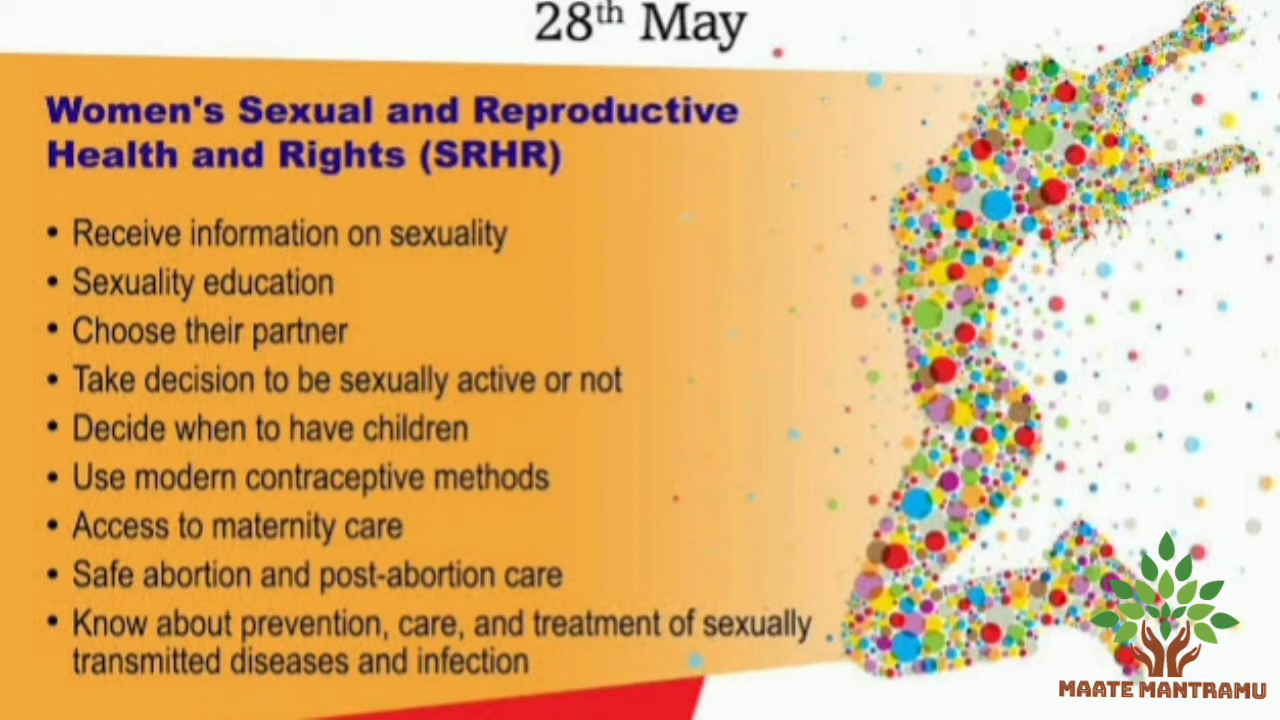 28th May
Women's Sexual and Reproductive
Health and Rights (SRHR)
• Receive information on sexuality
• Sexuality education
• Choose their partner
• Take decision to be sexually active or not
• Decide when to have children
• Use modern contraceptive methods
• Access to maternity care
• Safe abortion and post-abortion care
• Know about prevention, care, and treatment of sexually
transmitted diseases and infection
MAATE MANTRAMU